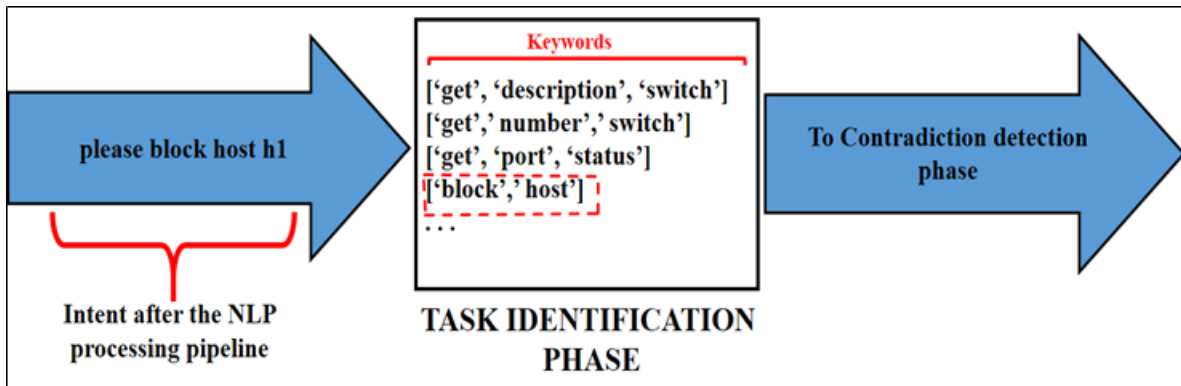 please block host h1
Intent after the NLP
processing pipeline
Keywords
[‘get’, ‘description’, ‘switch’]
[‘get’,’ number’,’ switch’]
[‘get’, ‘port’, ‘status’]
[‘block’,’ host’]
. . .
TASK IDENTIFICATION
PHASE
To Contradiction detection
phase